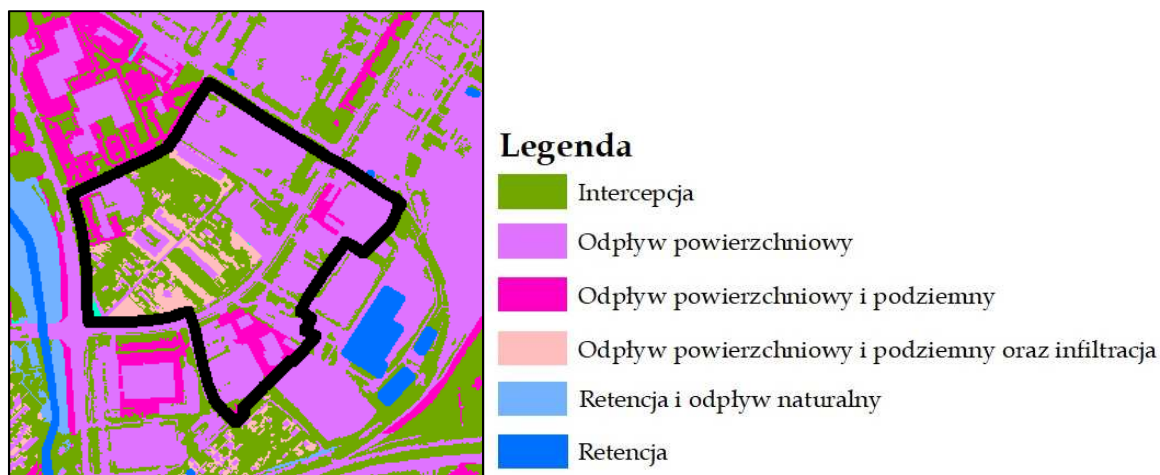 Legenda
Intercepcja
Odpływ powierzchniowy
Odpływ powierzchniowy i podziemny
Odpływ powierzchniowy i podziemny oraz infiltracja
Retencja i odpływ naturalny
Retencja